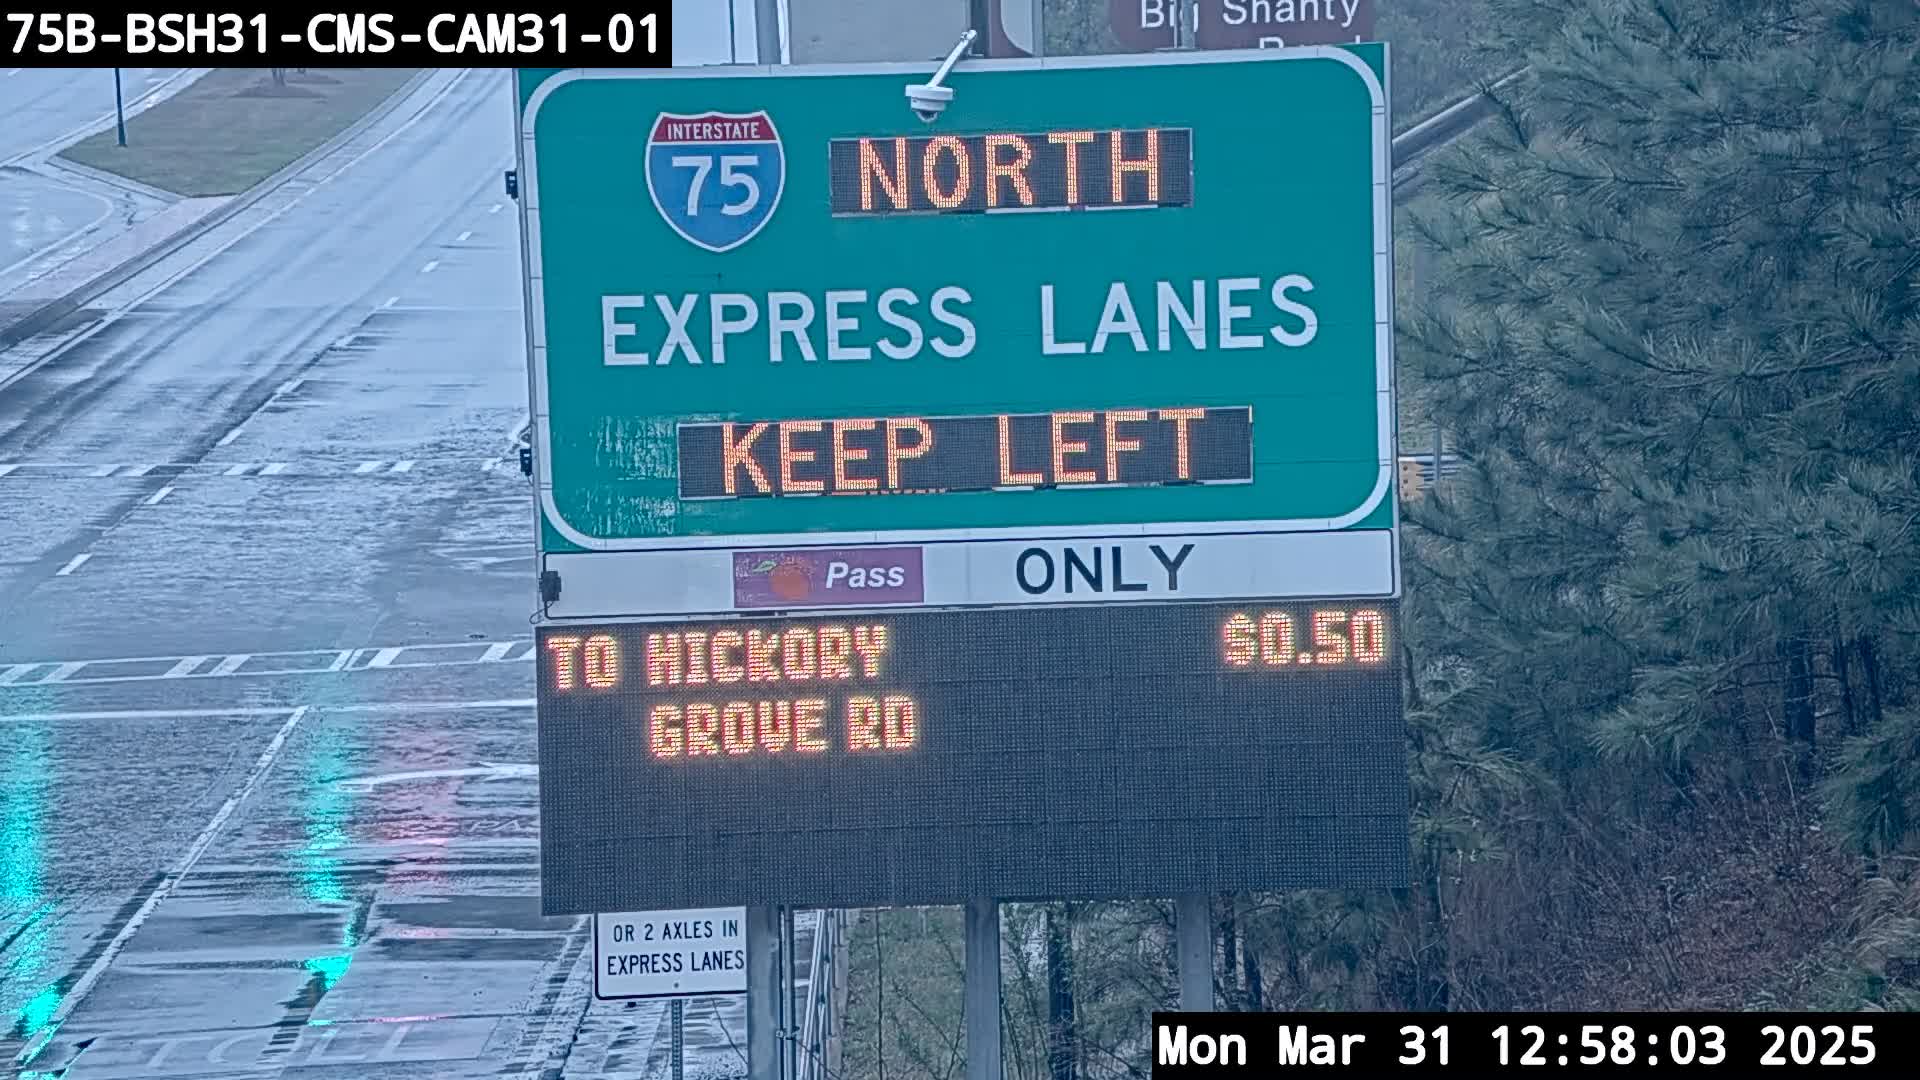 75B-BSH31-CMS-CAM31-01
Big Shanty
Road
INTERSTATE
75
NORTH
EXPRESS LANES
KEEP LEFT
Pass
ONLY
TO HICKORY
GROVE RD
$0.50
OR 2 AXLES IN
EXPRESS LANES
Mon Mar 31 12:58:03 2025